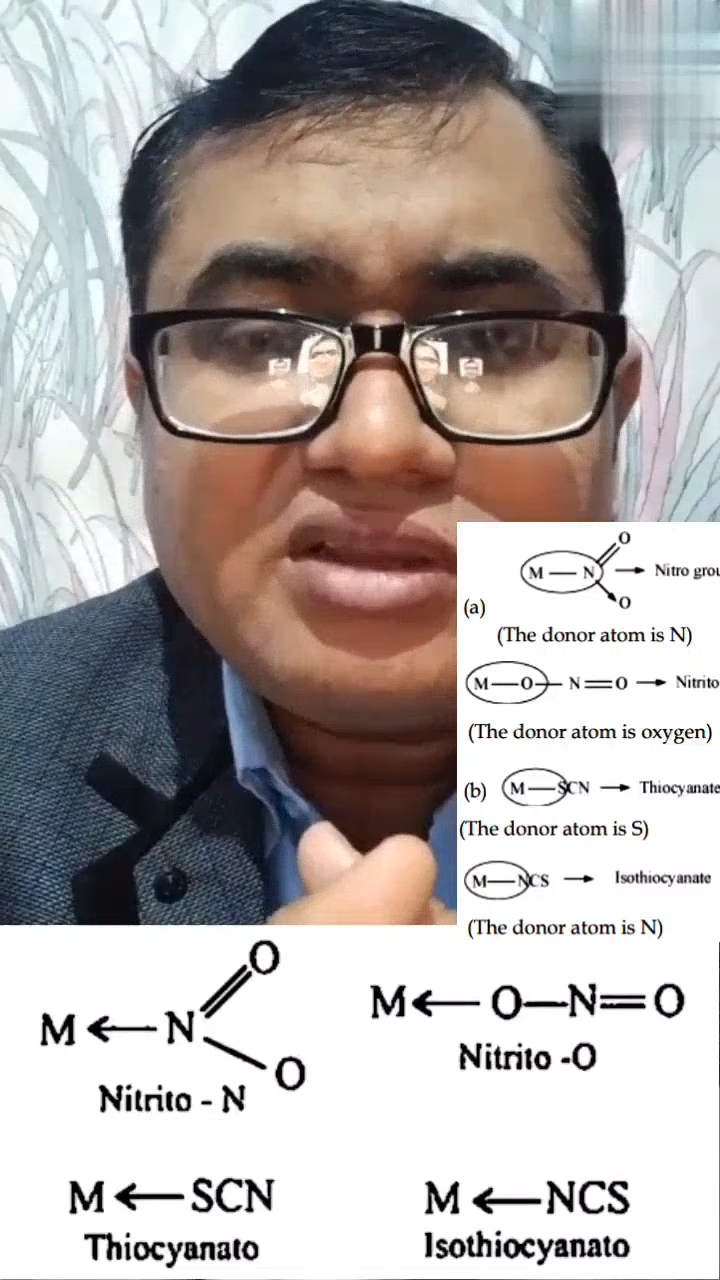 O
M — N → Nitro grou
O
(a)
(The donor atom is N)
M—O— N=O → Nitrito
(The donor atom is oxygen)
(b) M—SCN → Thiocyanate
(The donor atom is S)
M—NCS → Isothiocyanate
(The donor atom is N)
O
M←N
O
Nitrito - N
M←O—N=O
Nitrito -O
M←SCN
Thiocyanato
M←NCS
Isothiocyanato